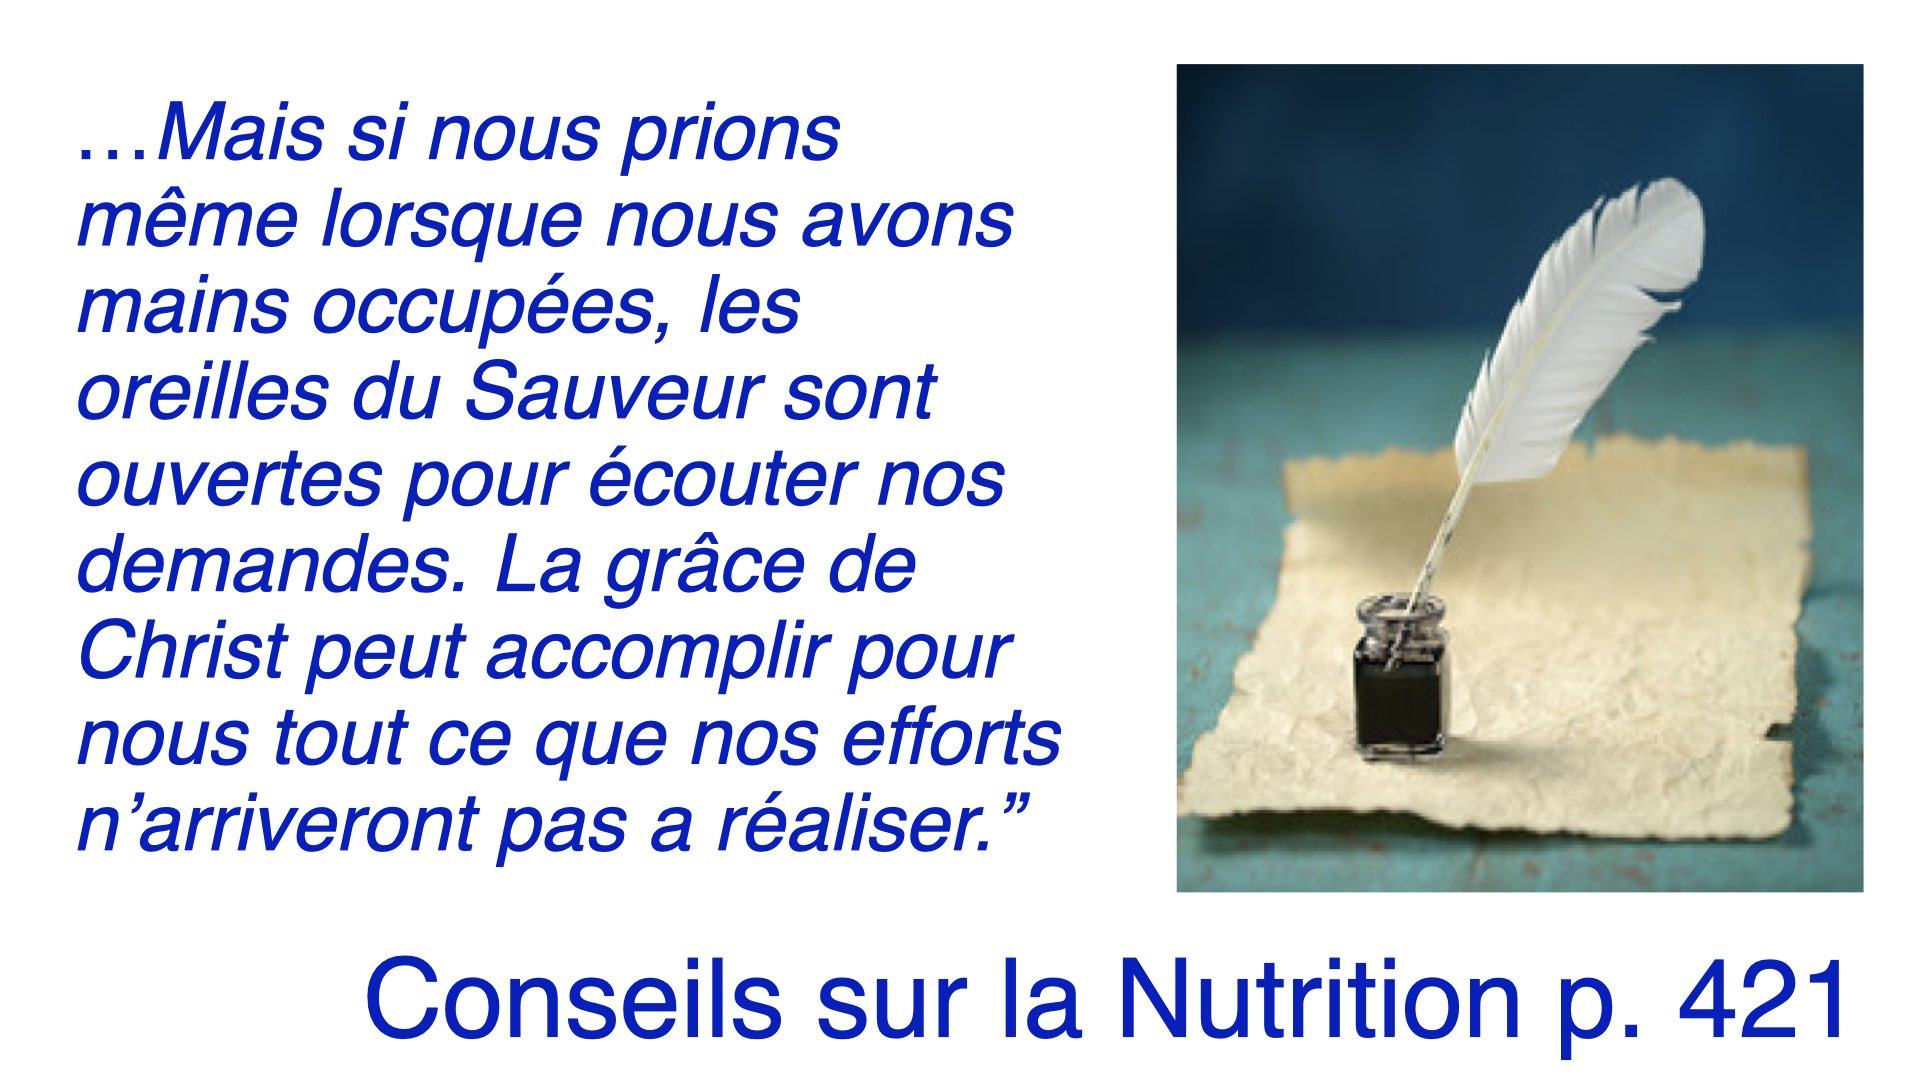 …Mais si nous prions
même lorsque nous avons
mains occupées, les
oreilles du Sauveur sont
ouvertes pour écouter nos
demandes. La grâce de
Christ peut accomplir pour
nous tout ce que nos efforts
n’arriveront pas a réaliser.”
Conseils sur la Nutrition p. 421